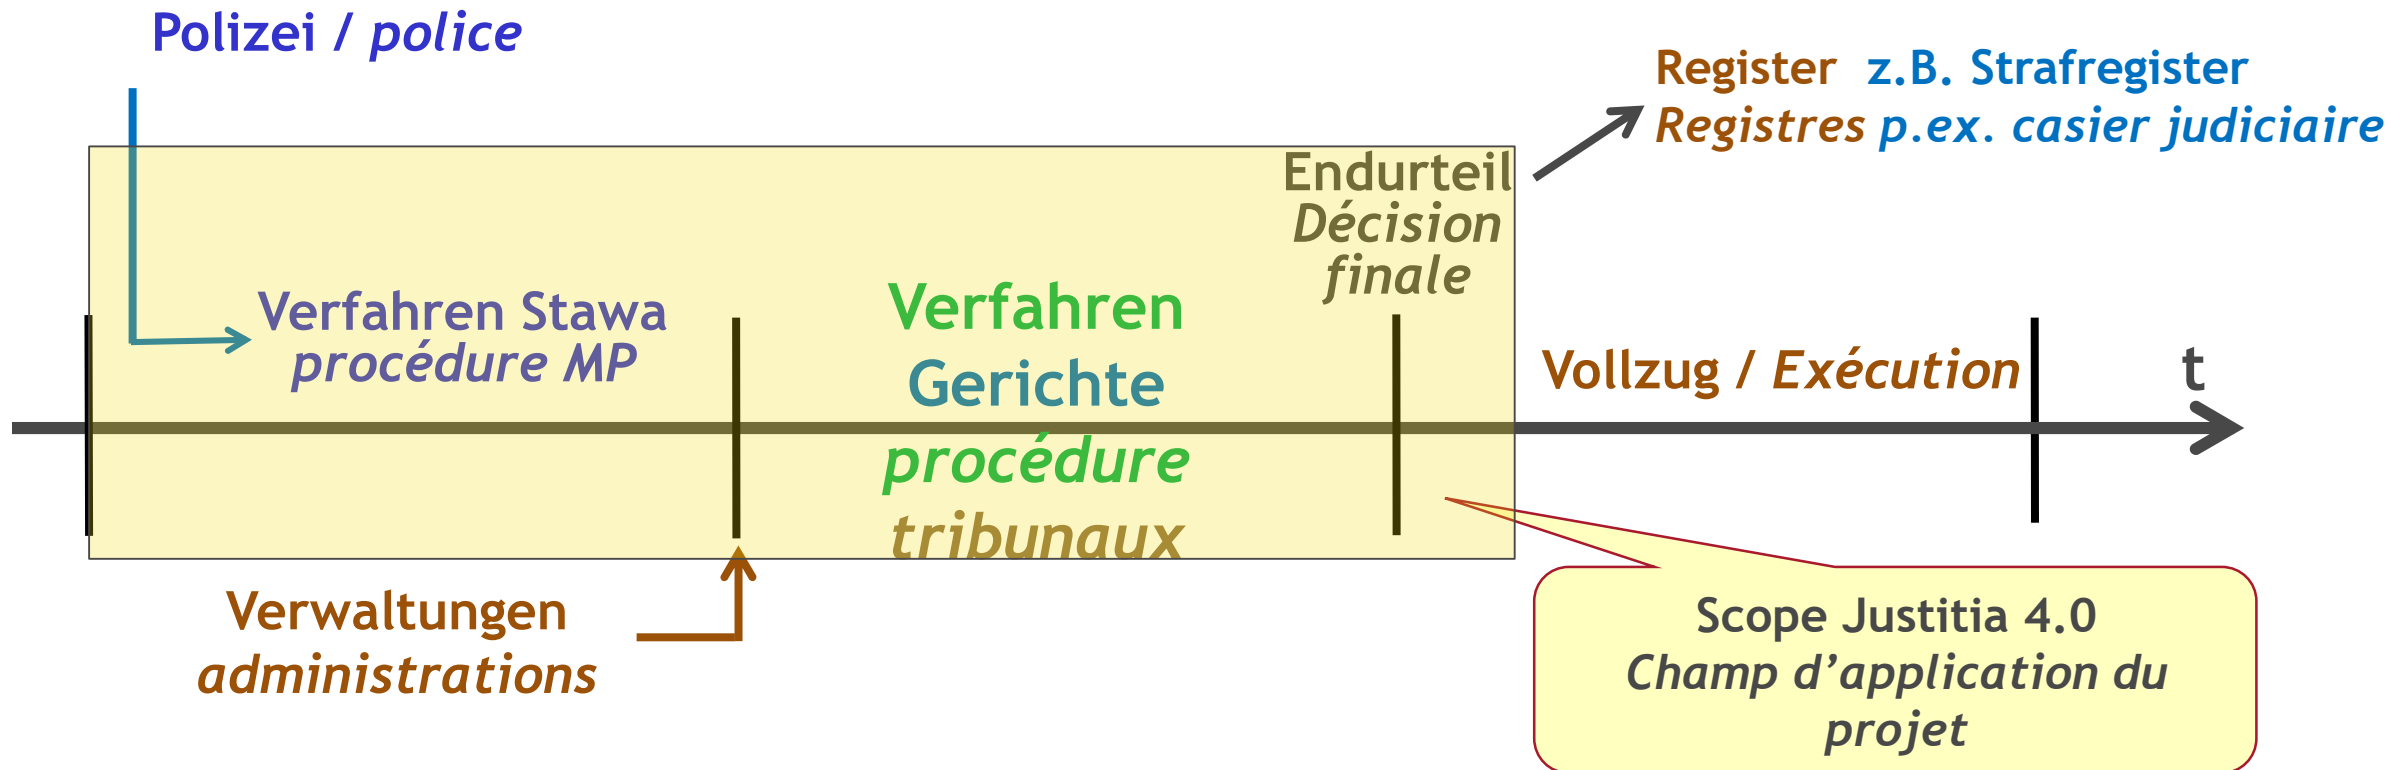 Polizei / police
Register z.B. Strafregister
Registres p.ex. casier judiciaire
Endurteil
Décision
finale
Verfahren Stawa
procédure MP
Verfahren
Gerichte
procédure
tribunaux
Vollzug / Exécution
t
Verwaltungen
administrations
Scope Justitia 4.0
Champ d’application du
projet